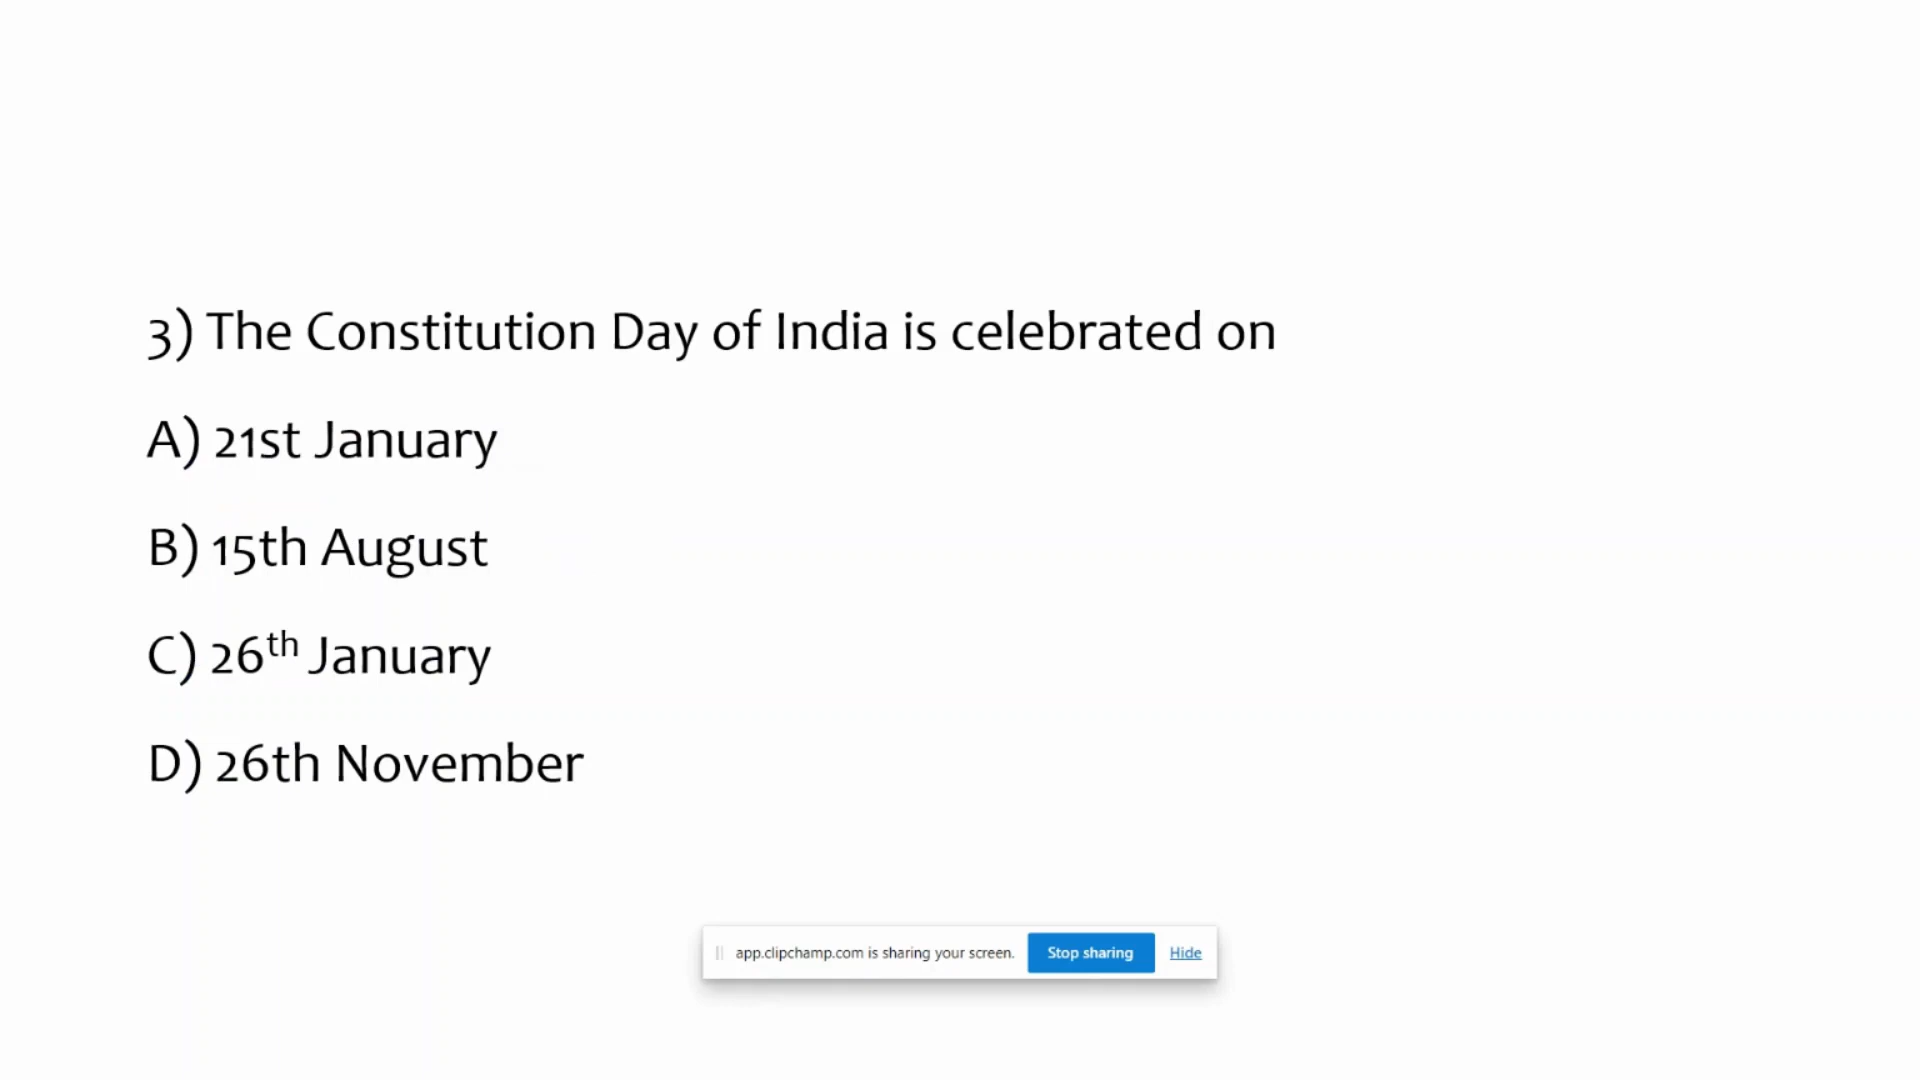 3) The Constitution Day of India is celebrated on
A) 21st January
B) 15th August
C) 26th January
D) 26th November
app.clipchamp.com is sharing your screen. Stop sharing Hide